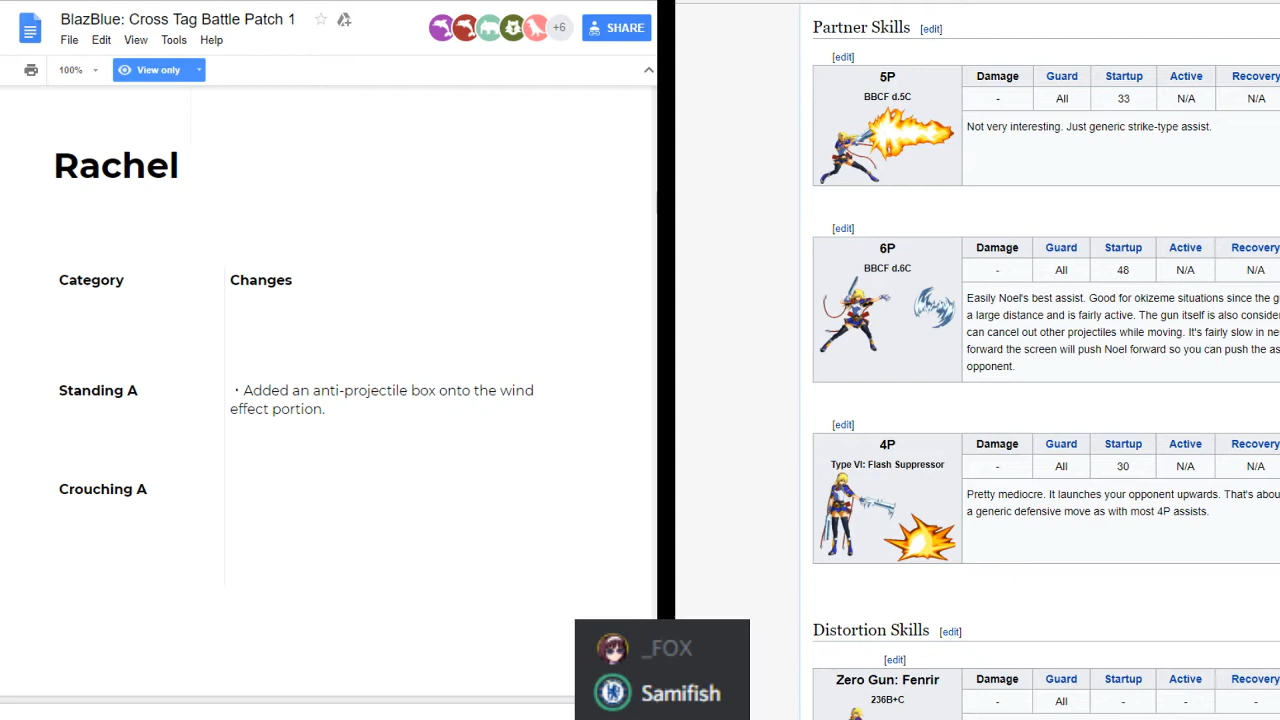 BlazBlue: Cross Tag Battle Patch 1
File Edit View Tools Help
+6
SHARE
100%
View only
Rachel
Category Changes
Standing A ・Added an anti-projectile box onto the wind
effect portion.
Crouching A
_FOX
Samifish
Partner Skills [edit]
[edit]
5P Damage Guard Startup Active Recovery
BBCF d.5C - All 33 N/A N/A
Not very interesting. Just generic strike-type assist.
[edit]
6P Damage Guard Startup Active Recovery
BBCF d.6C - All 48 N/A N/A
Easily Noel's best assist. Good for okizeme situations since the g
a large distance and is fairly active. The gun itself is also conside
can cancel out other projectiles while moving. It's fairly slow in ne
forward the screen will push Noel forward so you can push the as
opponent.
[edit]
4P Damage Guard Startup Active Recovery
Type VI: Flash Suppressor - All 30 N/A N/A
Pretty mediocre. It launches your opponent upwards. That's abou
a generic defensive move as with most 4P assists.
Distortion Skills [edit]
[edit]
Zero Gun: Fenrir Damage Guard Startup Active Recovery
236B+C - All - - -